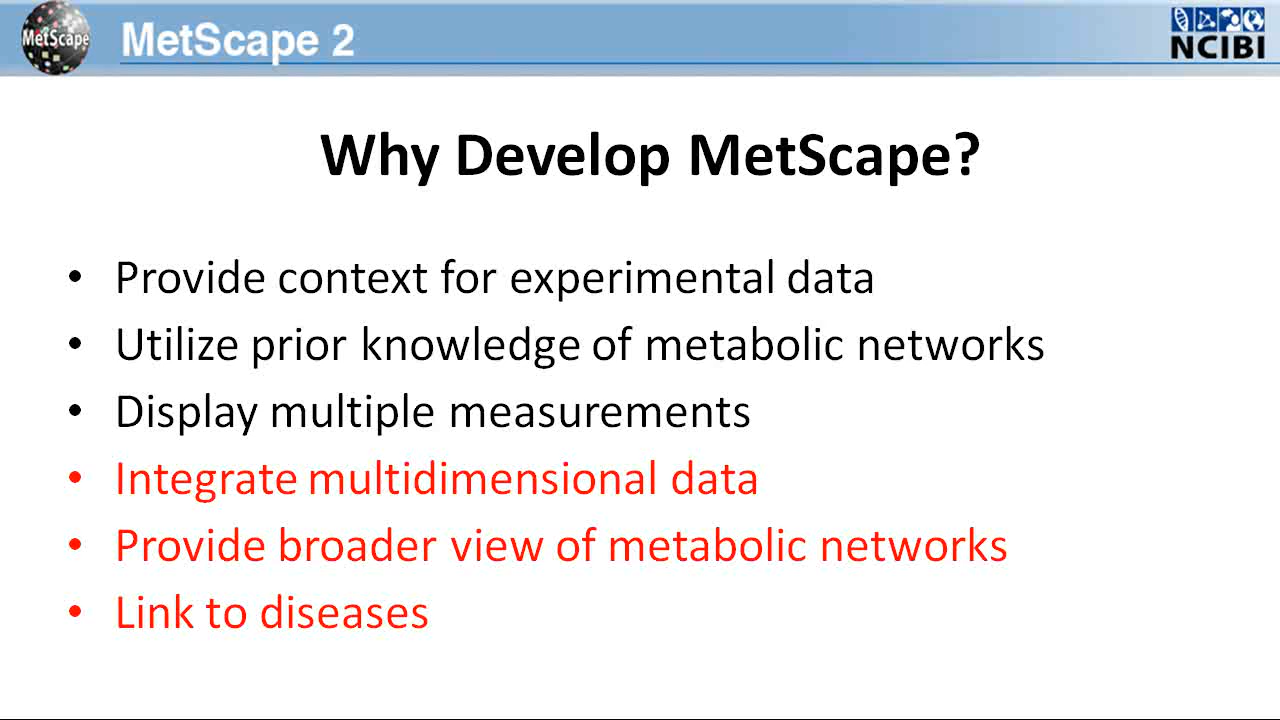 MetScape
MetScape 2
NCIBI
Why Develop MetScape?
• Provide context for experimental data
• Utilize prior knowledge of metabolic networks
• Display multiple measurements
• Integrate multidimensional data
• Provide broader view of metabolic networks
• Link to diseases